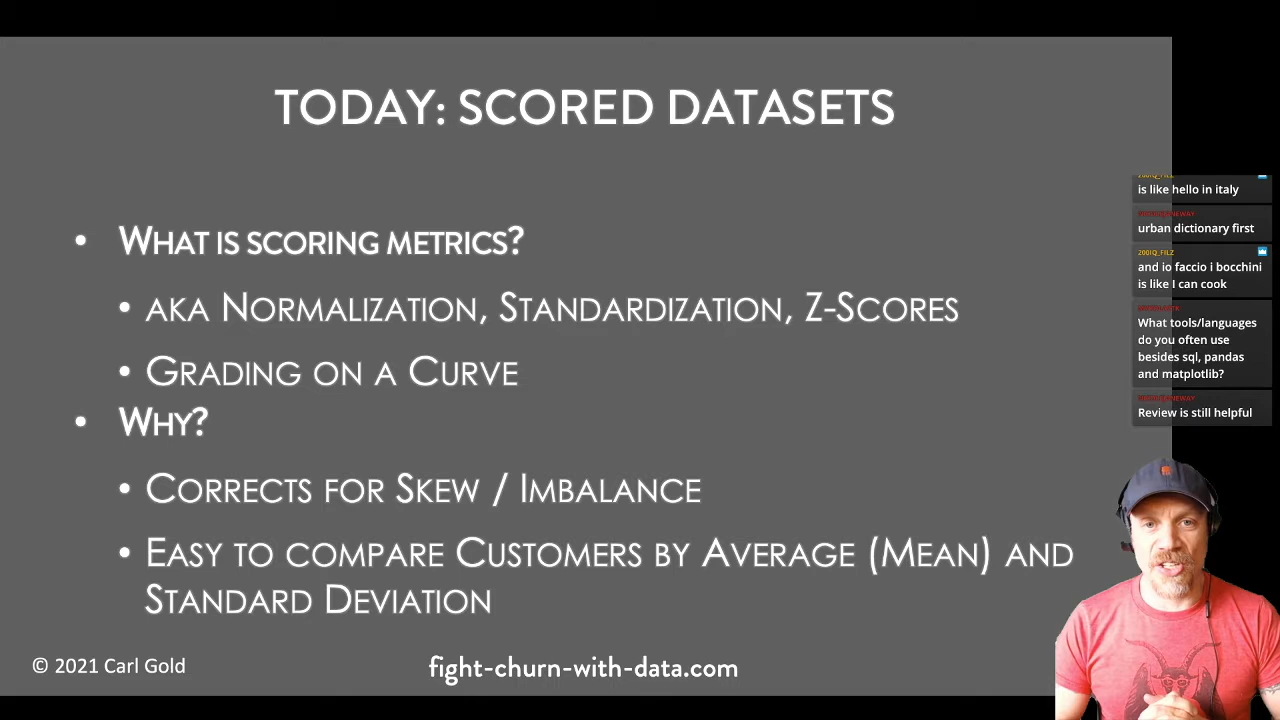 TODAY: SCORED DATASETS
• WHAT IS SCORING METRICS?
• AKA NORMALIZATION, STANDARDIZATION, Z-SCORES
• GRADING ON A CURVE
• WHY?
• CORRECTS FOR SKEW / IMBALANCE
• EASY TO COMPARE CUSTOMERS BY AVERAGE (MEAN) AND
STANDARD DEVIATION
© 2021 Carl Gold
fight-churn-with-data.com
is like hello in italy
urban dictionary first
200IQ_FILZ
and io faccio i bocchini
is like I can cook
What tools/languages
do you often use
besides sql, pandas
and matplotlib?
Review is still helpful